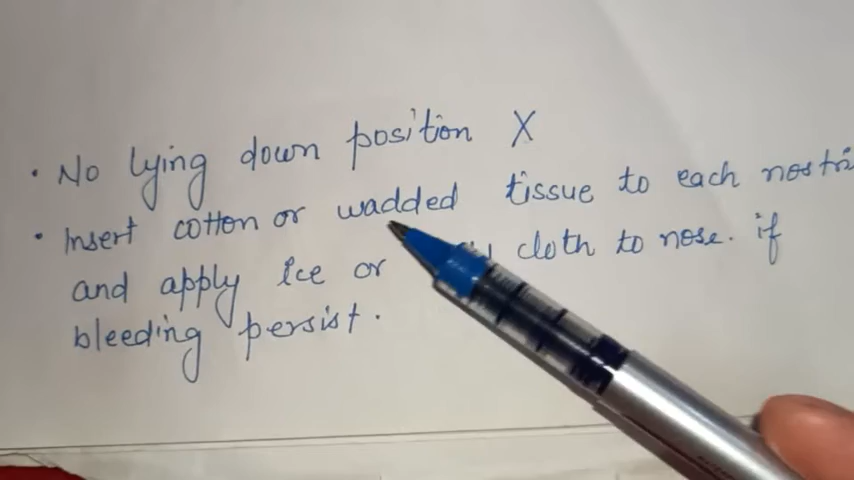 • No lying down position X
• Insert cotton or wadded tissue to each
and apply Ice or cloth to nose. if
bleeding persist.